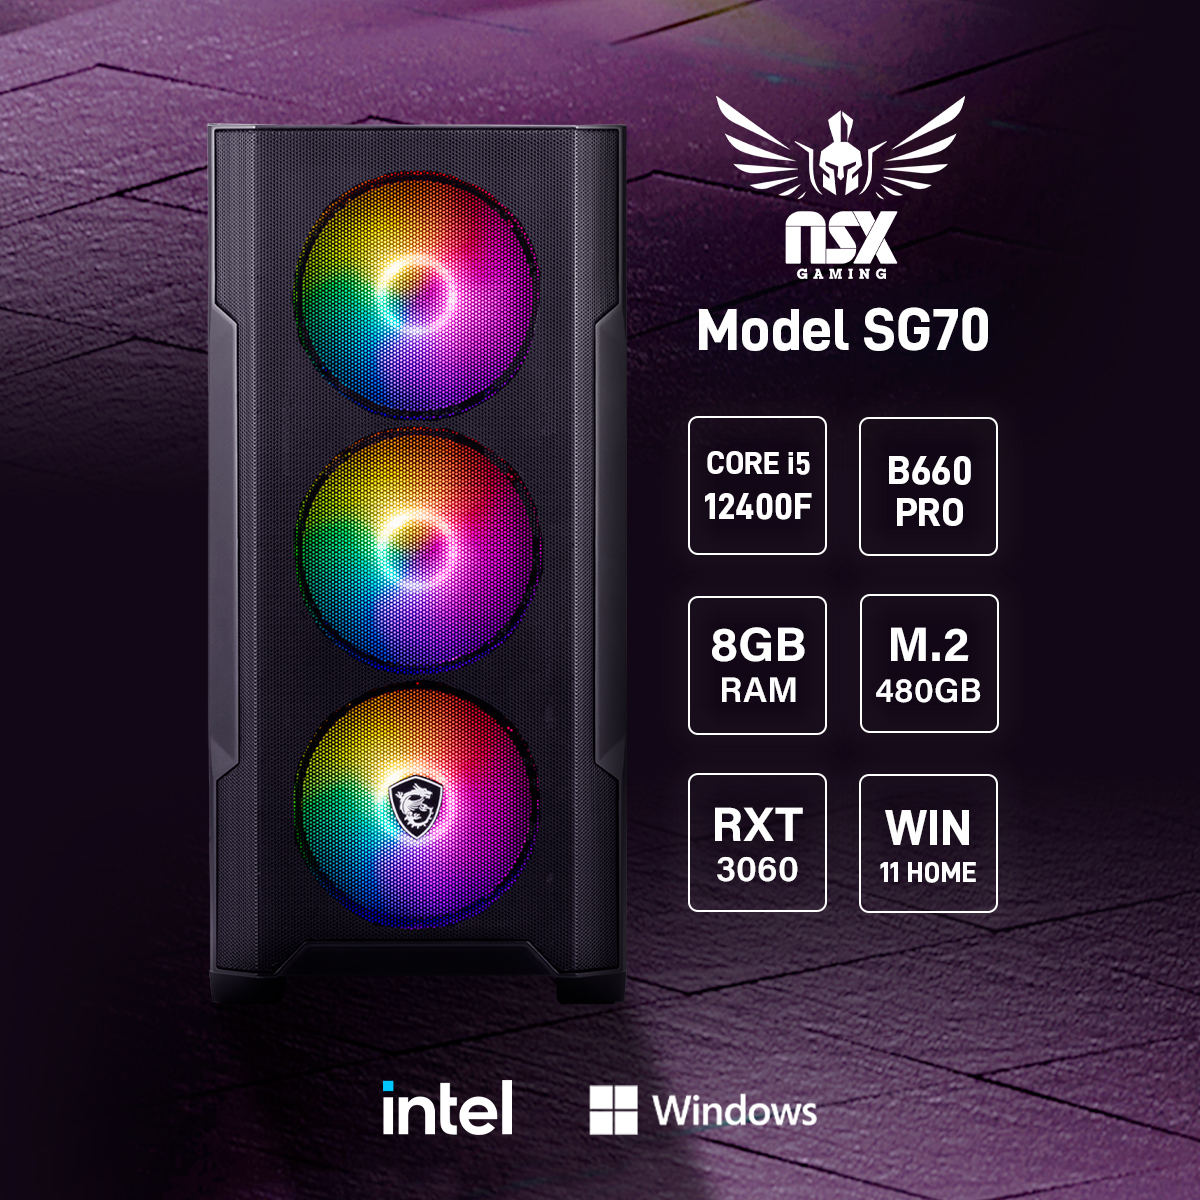 NSX
GAMING
Model SG70
CORE i5
12400F
B660
PRO
8GB
RAM
M.2
480GB
RXT
3060
WIN
11 HOME
intel
Windows